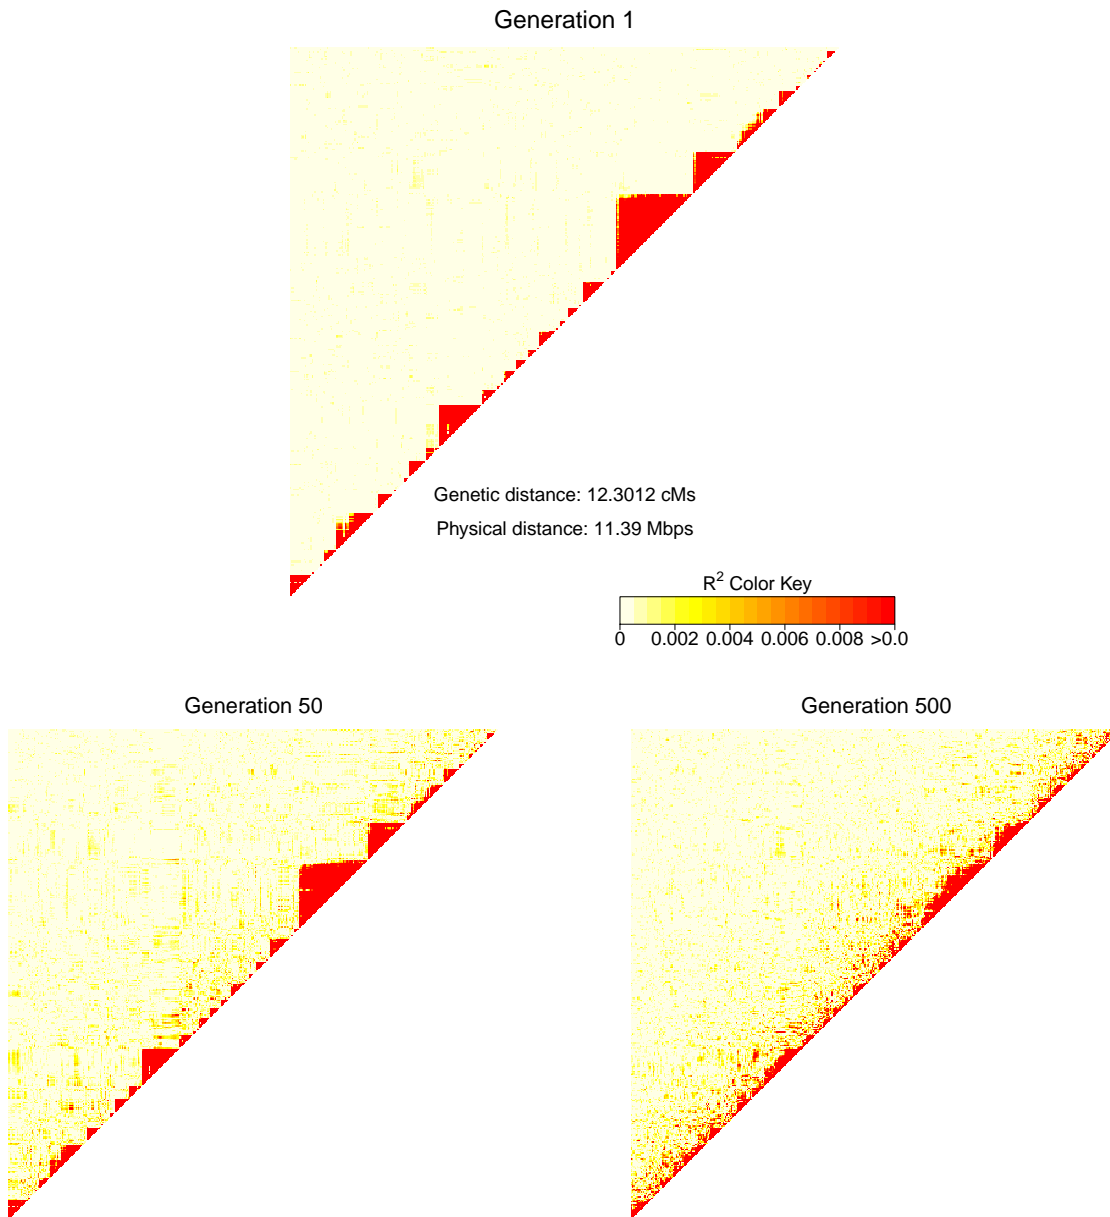 Generation 1
Genetic distance: 12.3012 cMs
Physical distance: 11.39 Mbps
R² Color Key
0 0.002 0.004 0.006 0.008 >0.0
Generation 50 Generation 500